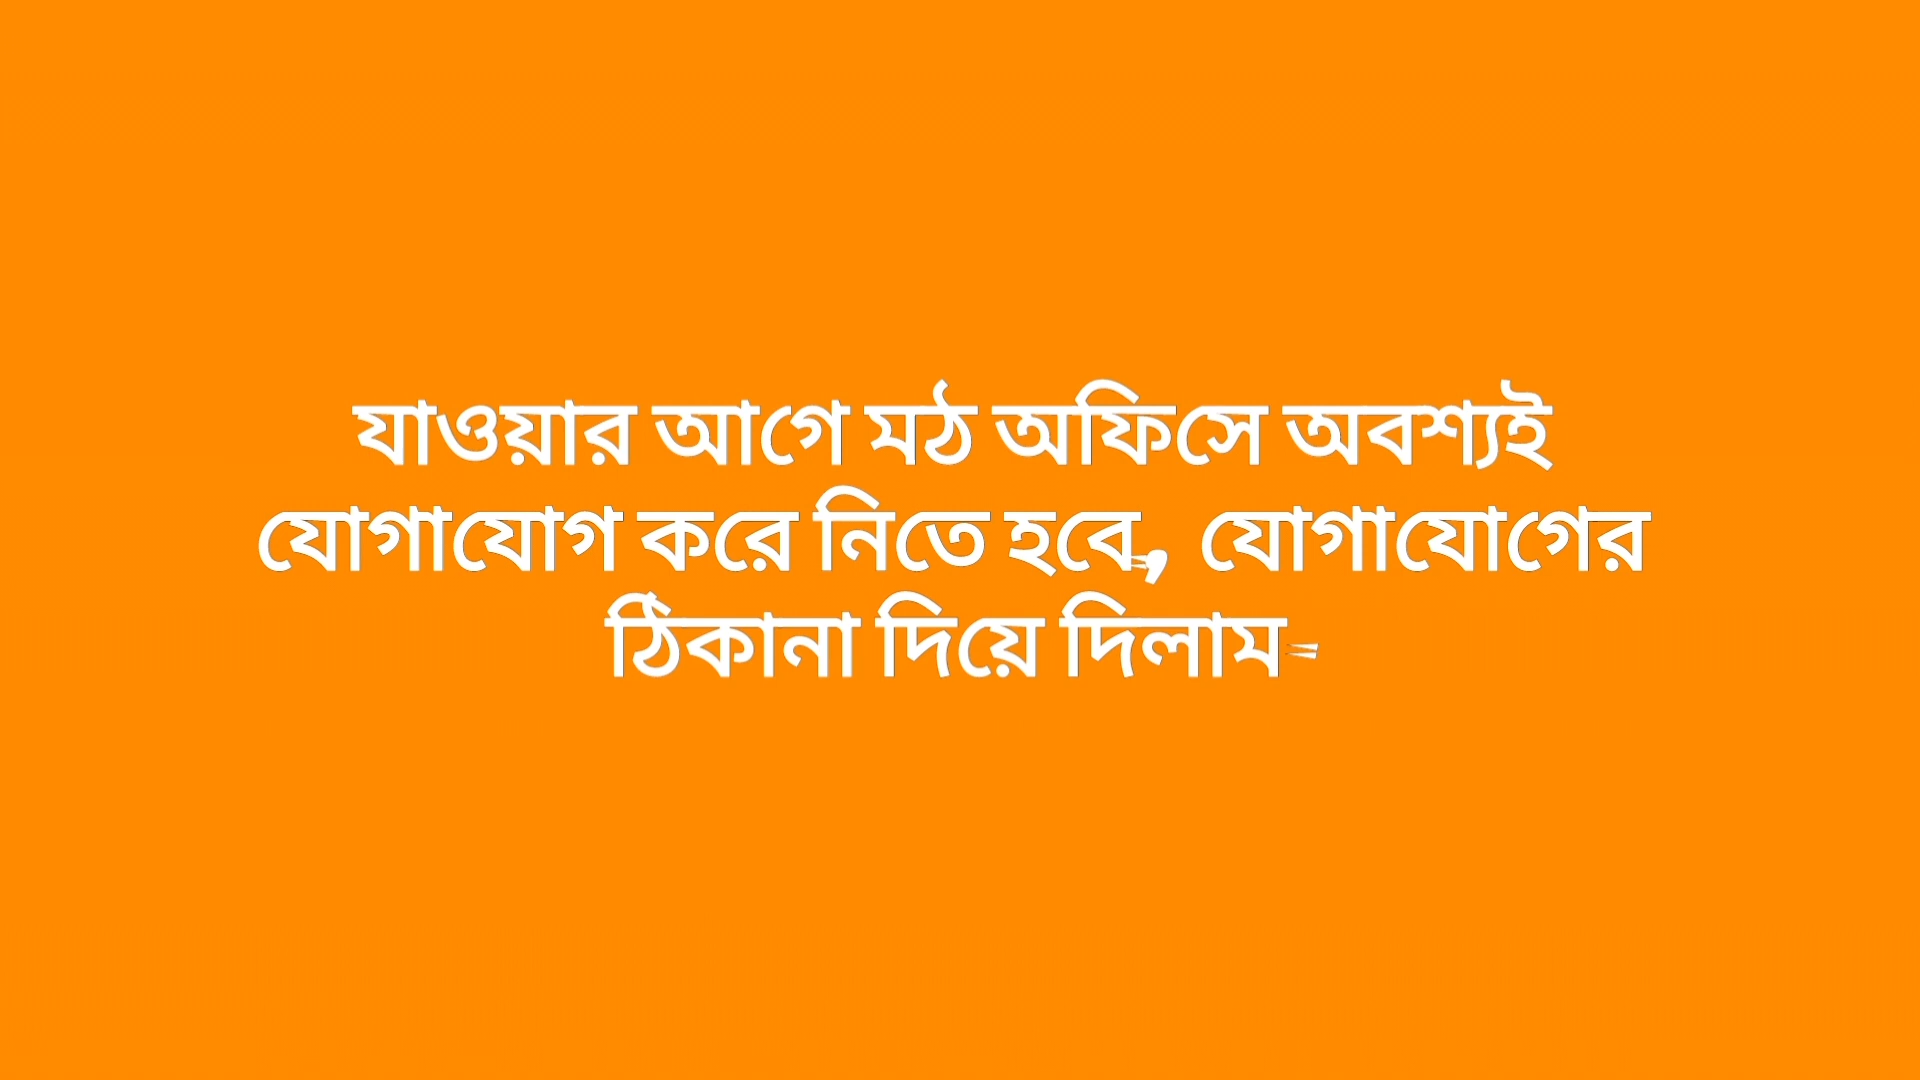 যাওয়ার আগে মঠ অফিসে অবশ্যই
যোগাযোগ করে নিতে হবে, যোগাযোগের
ঠিকানা দিয়ে দিলাম-